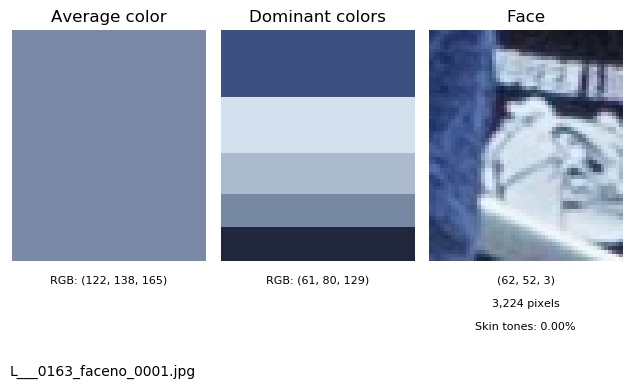 Average color
Dominant colors
Face
RGB: (122, 138, 165)
RGB: (61, 80, 129)
(62, 52, 3)
3,224 pixels
Skin tones: 0.00%
L___0163_faceno_0001.jpg